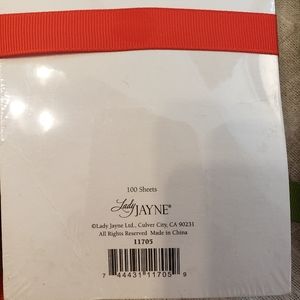 100 Sheets
Lady JAYNE®
©Lady Jayne Ltd., Culver City, CA 90231
All Rights Reserved Made in China
11705
7 44431 11705 9